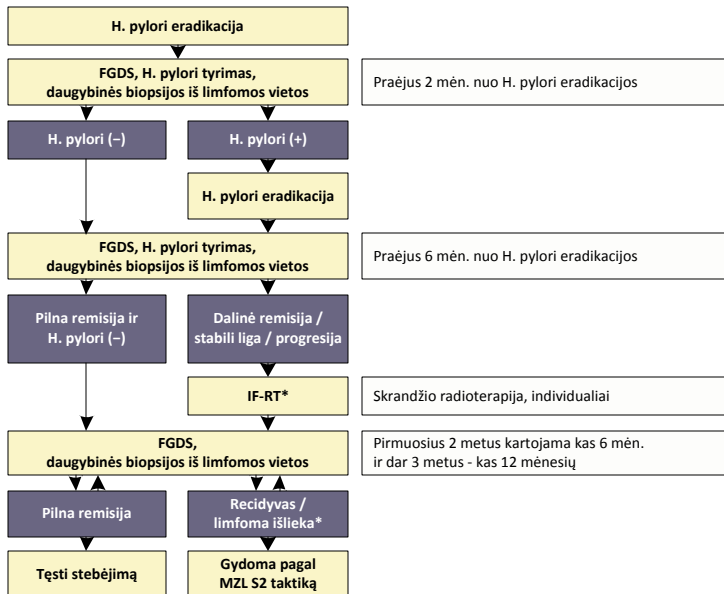 H. pylori eradikacija
FGDS, H. pylori tyrimas,
daugybinės biopsijos iš limfomos vietos
Praėjus 2 mėn. nuo H. pylori eradikacijos
H. pylori (−)
H. pylori (+)
H. pylori eradikacija
FGDS, H. pylori tyrimas,
daugybinės biopsijos iš limfomos vietos
Praėjus 6 mėn. nuo H. pylori eradikacijos
Pilna remisija ir
H. pylori (−)
Dalinė remisija /
stabili liga / progresija
IF-RT*
Skrandžio radioterapija, individualiai
FGDS,
daugybinės biopsijos iš limfomos vietos
Pirmuosius 2 metus kartojama kas 6 mėn.
ir dar 3 metus - kas 12 mėnesių
Pilna remisija
Recidyvas /
limfoma išlieka*
Tęsti stebėjimą
Gydoma pagal
MZL S2 taktiką